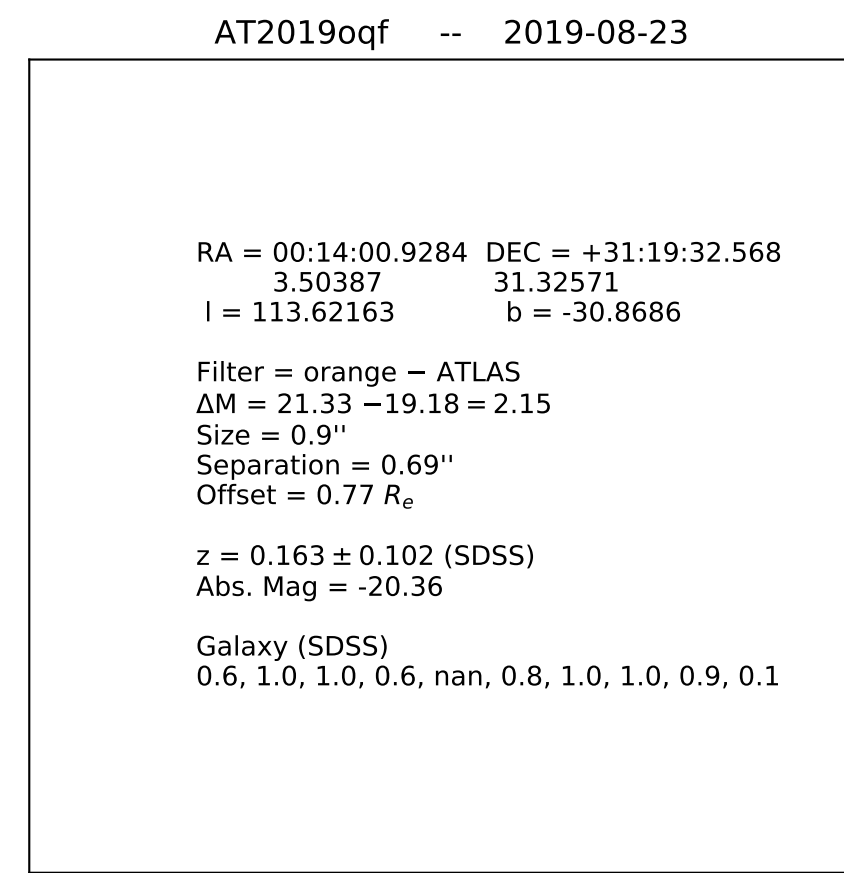 AT2019oqf -- 2019-08-23
RA = 00:14:00.9284 DEC = +31:19:32.568
3.50387 31.32571
l = 113.62163 b = -30.8686
Filter = orange − ATLAS
ΔM = 21.33 −19.18 = 2.15
Size = 0.9''
Separation = 0.69''
Offset = 0.77 Rₑ
z = 0.163 ± 0.102 (SDSS)
Abs. Mag = -20.36
Galaxy (SDSS)
0.6, 1.0, 1.0, 0.6, nan, 0.8, 1.0, 1.0, 0.9, 0.1